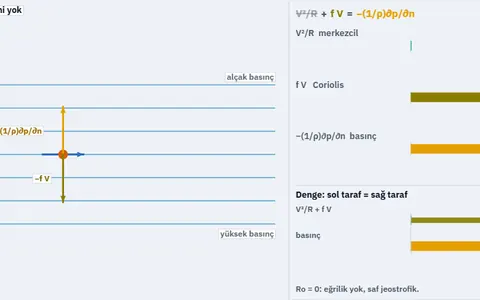 ni yok
alçak basınç
(1/ρ)∂p/∂n
−f V
yüksek basınç
V²/R + f V = −(1/ρ)∂p/∂n
V²/R merkezcil
f V Coriolis
−(1/ρ)∂p/∂n basınç
Denge: sol taraf = sağ taraf
V²/R + f V
basınç
Ro = 0: eğrilik yok, saf jeostrofik.